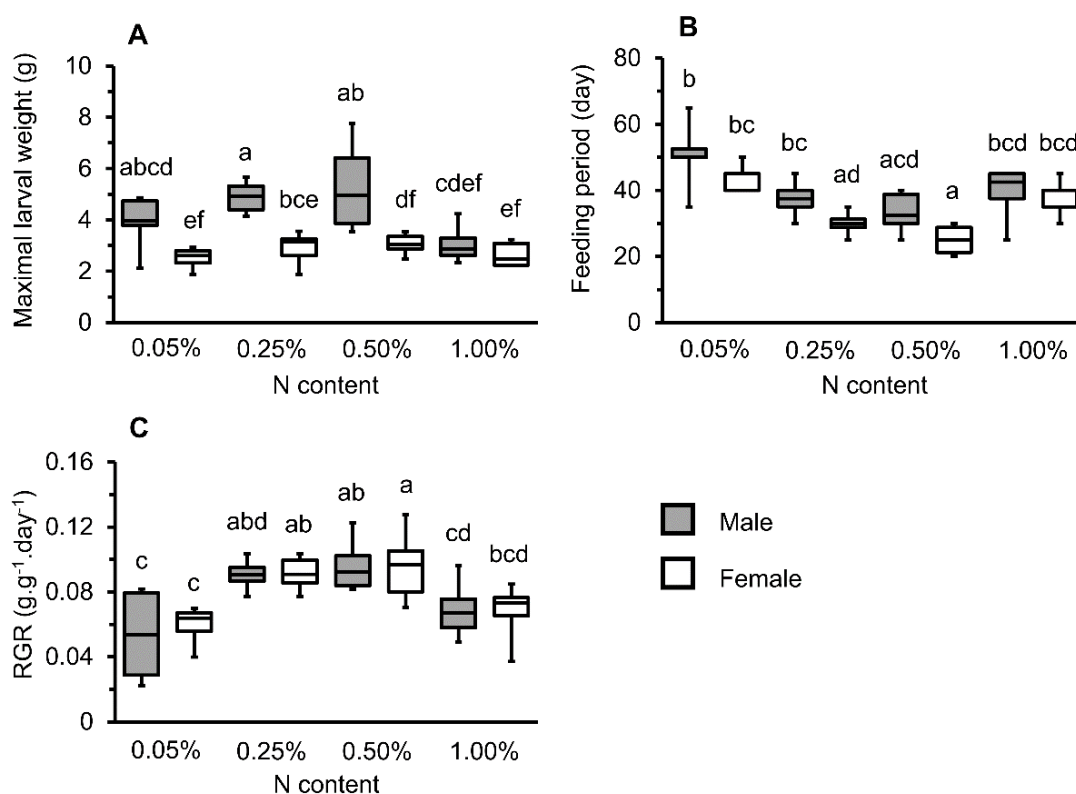 A
Maximal larval weight (g)
10
8
6
4
2
0
abcd
ef
a
bce
ab
df
cdef
ef
0.05% 0.25% 0.50% 1.00%
N content
B
Feeding period (day)
80
60
40
20
0
b
bc
bc
ad
acd
a
bcd
bcd
0.05% 0.25% 0.50% 1.00%
N content
C
RGR (g.g⁻¹.day⁻¹)
0.16
0.12
0.08
0.04
0
c
c
abd
ab
ab
a
cd
bcd
0.05% 0.25% 0.50% 1.00%
N content
Male
Female